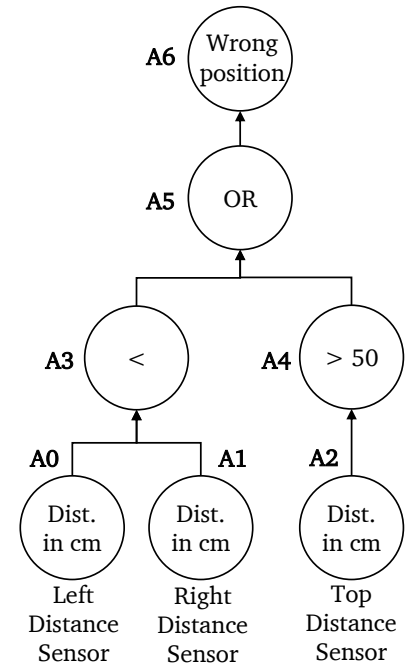 A6
Wrong
position
A5
OR
A3
<
A4
> 50
A0
A1
A2
Dist.
in cm
Dist.
in cm
Dist.
in cm
Left
Distance
Sensor
Right
Distance
Sensor
Top
Distance
Sensor